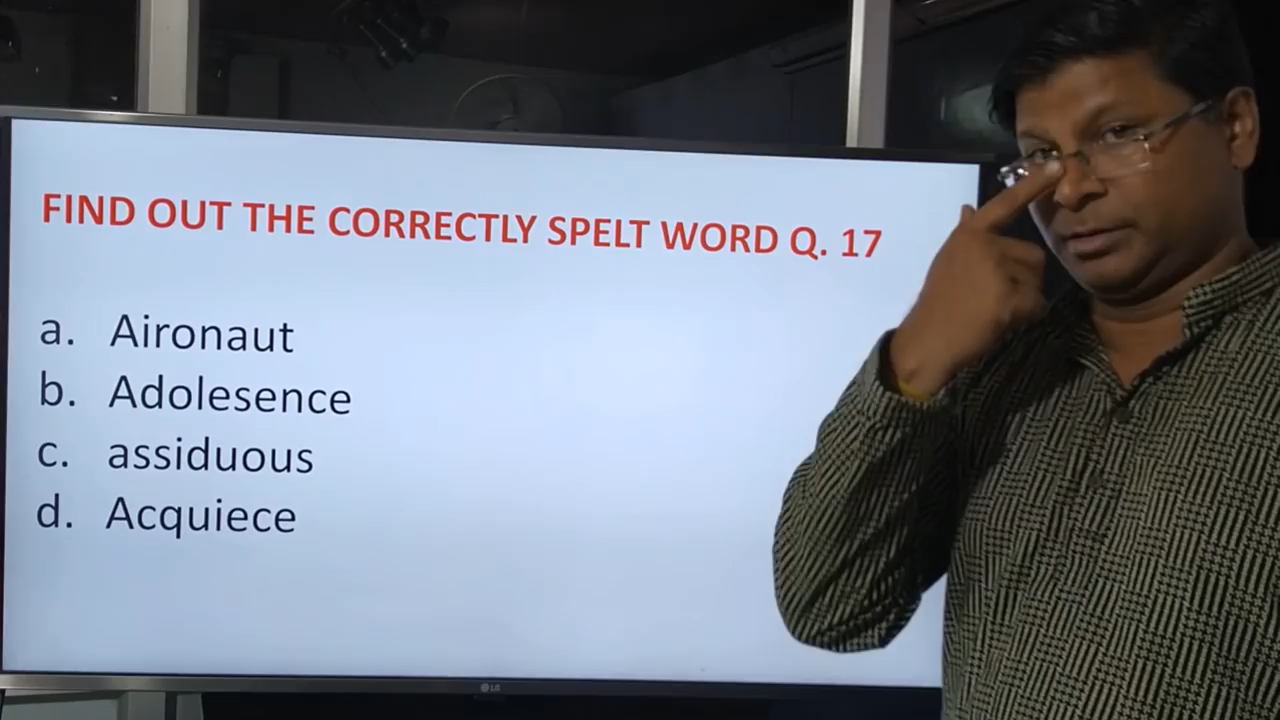 FIND OUT THE CORRECTLY SPELT WORD Q. 17
a. Aironaut
b. Adolesence
c. assiduous
d. Acquiece
LG